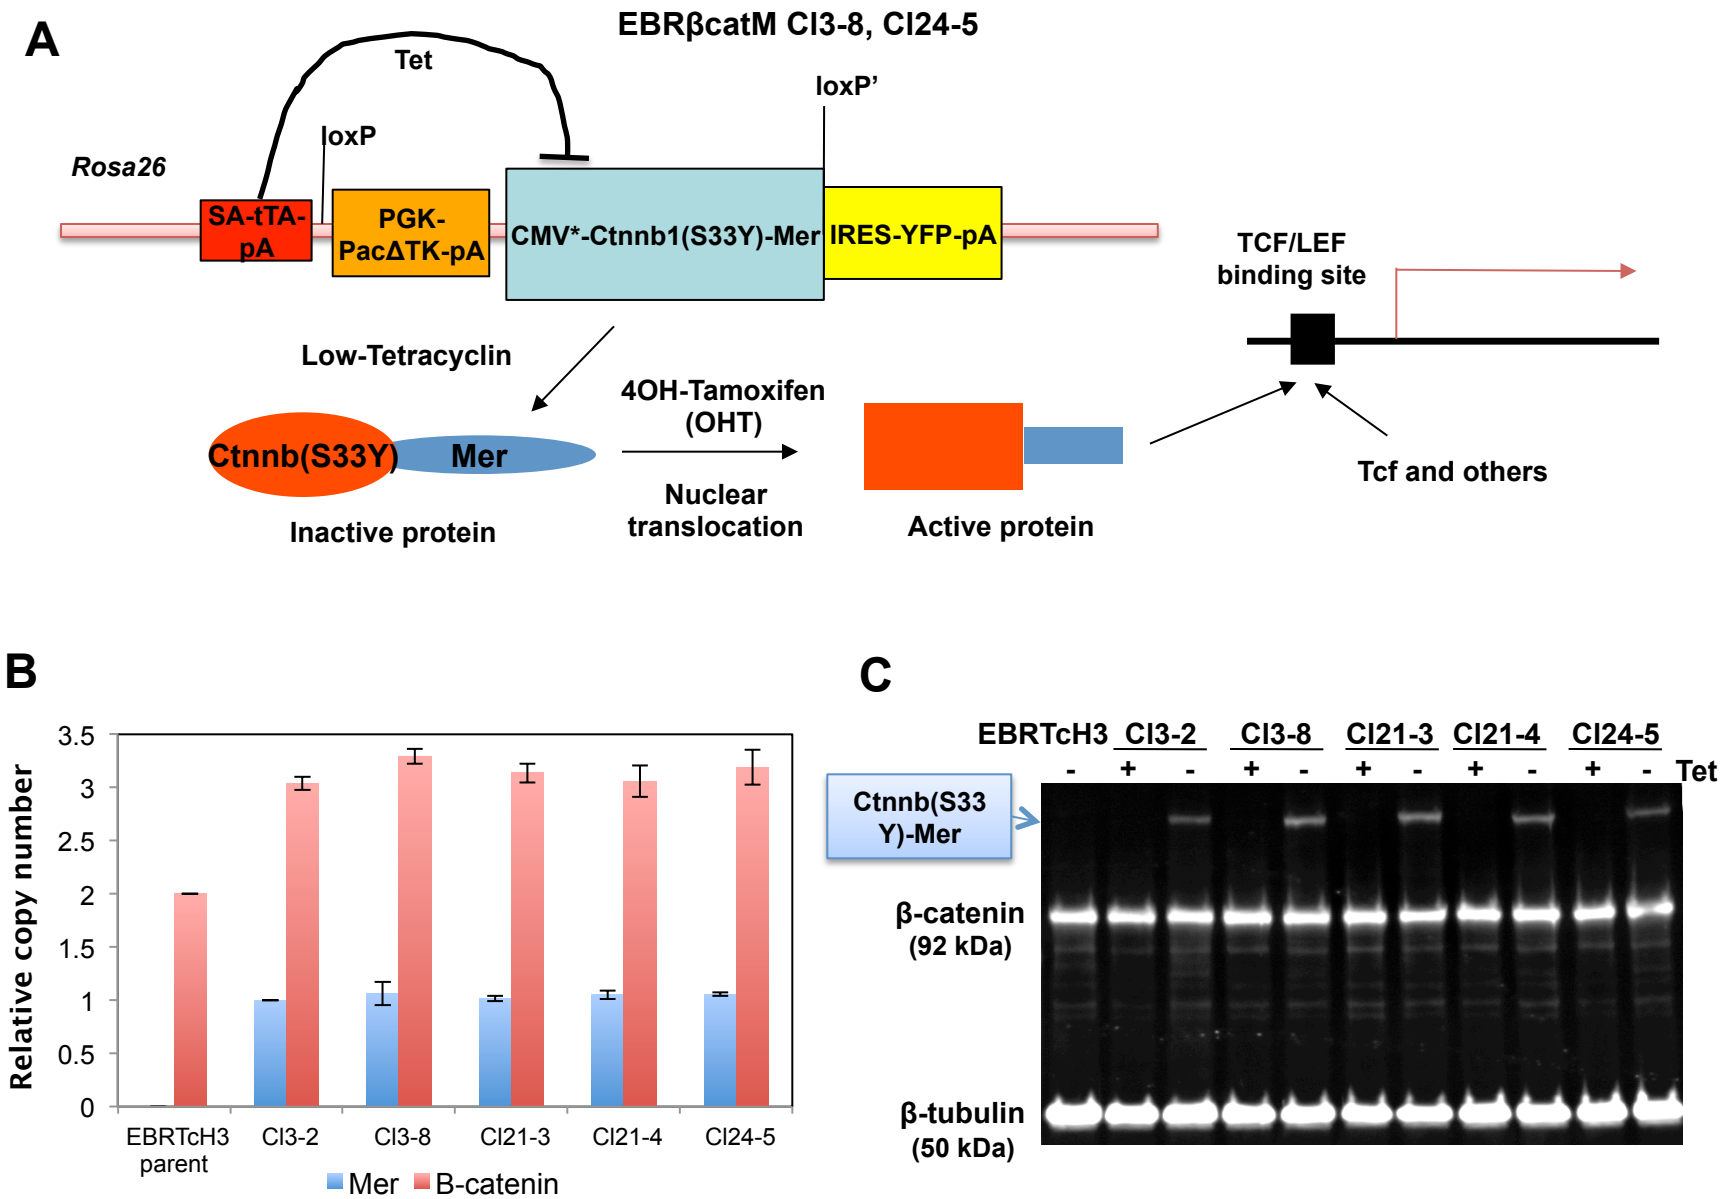 A
EBRβcatM Cl3-8, Cl24-5
Tet
loxP’
loxP
Rosa26
SA-tTA-
pA
PGK-
PacΔTK-pA
CMV*-Ctnnb1(S33Y)-Mer
IRES-YFP-pA
TCF/LEF
binding site
Low-Tetracyclin
4OH-Tamoxifen
(OHT)
Ctnnb(S33Y)
Mer
Nuclear
translocation
Inactive protein
Active protein
Tcf and others
B
Relative copy number
3.5
3
2.5
2
1.5
1
0.5
0
EBRTcH3
parent
Cl3-2
Cl3-8
Cl21-3
Cl21-4
Cl24-5
Mer
B-catenin
C
EBRTcH3 Cl3-2 Cl3-8 Cl21-3 Cl21-4 Cl24-5
- + - + - + - + - + - Tet
Ctnnb(S33
Y)-Mer
β-catenin
(92 kDa)
β-tubulin
(50 kDa)